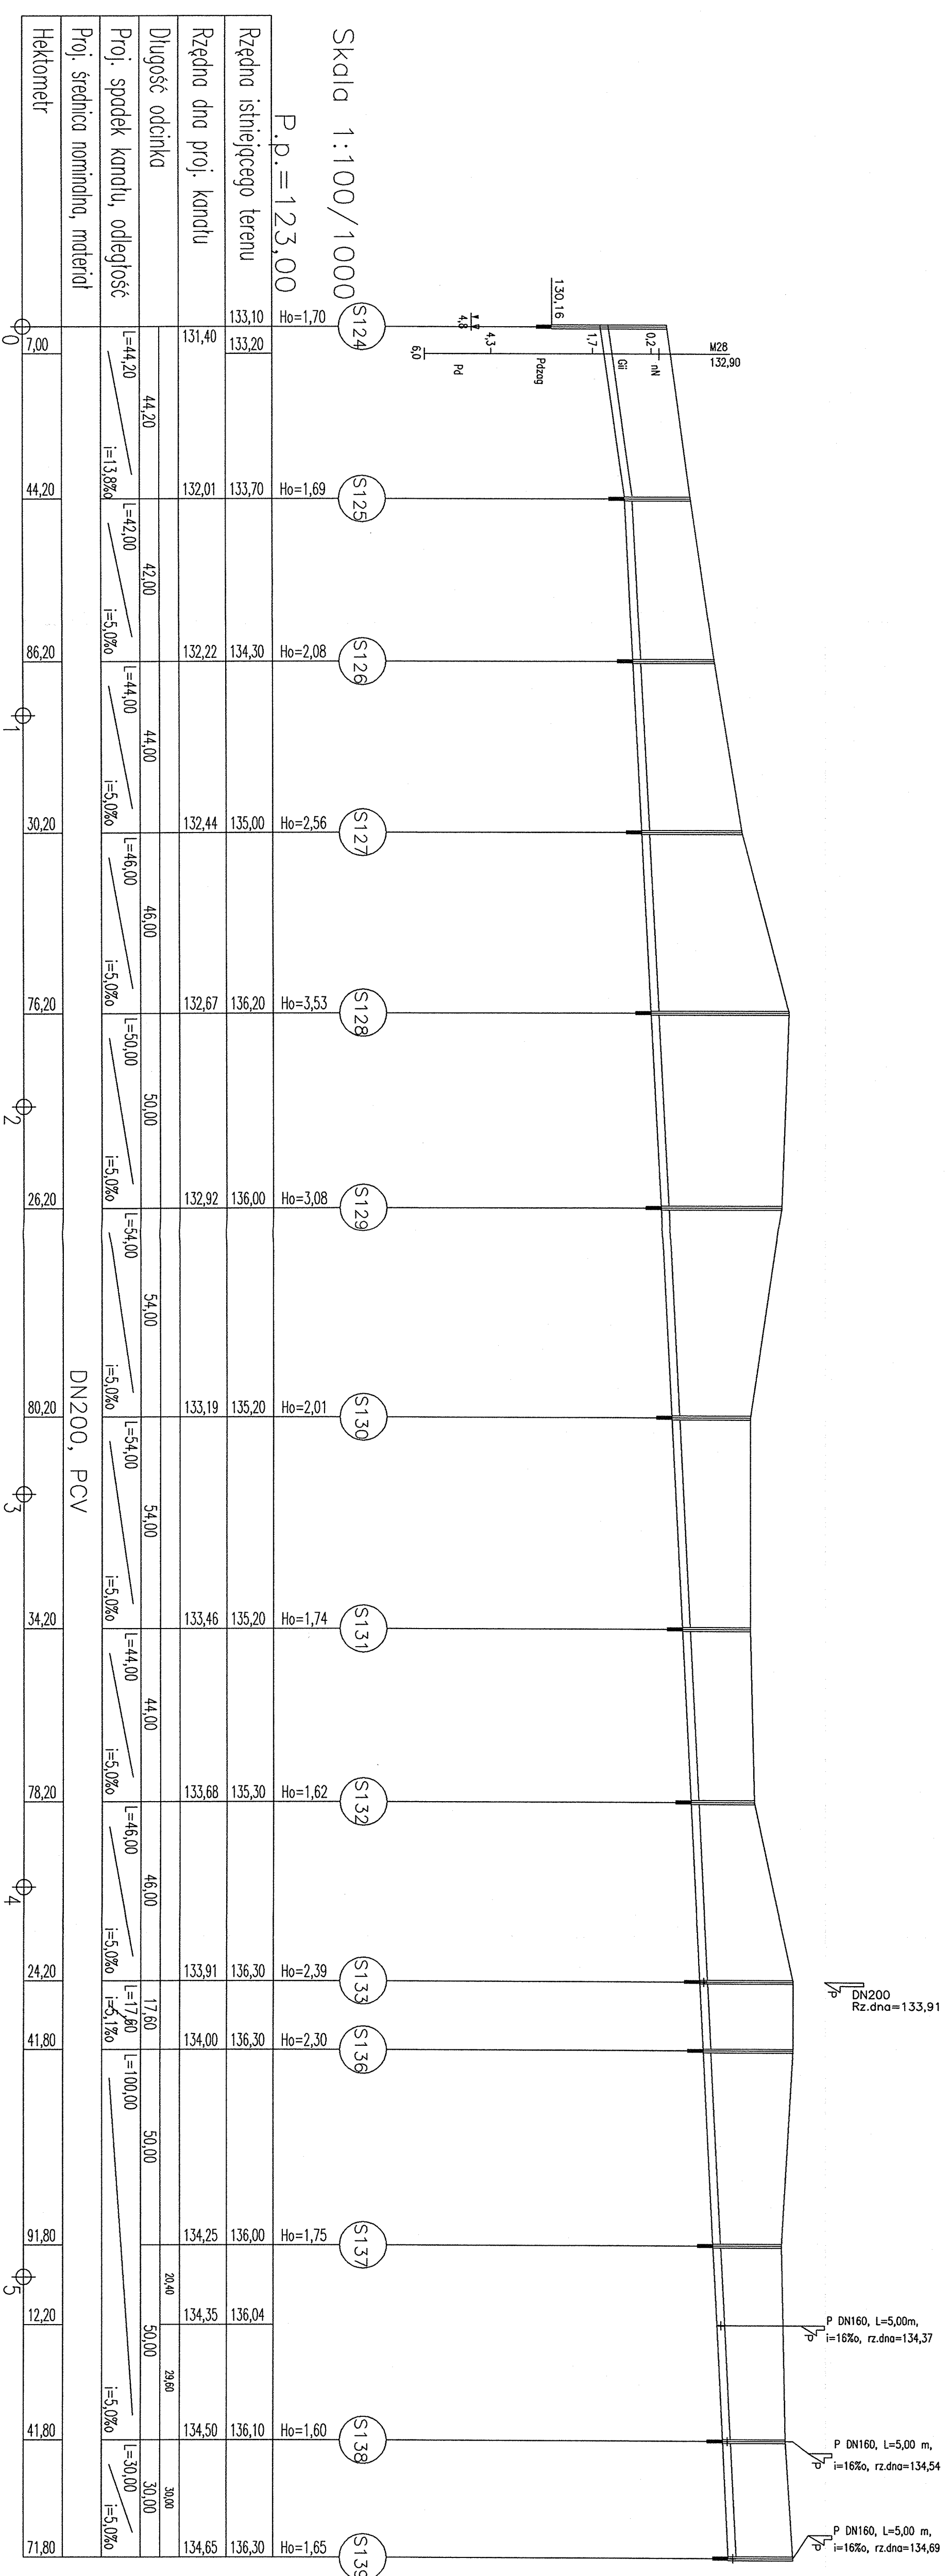 Skala 1:100/1000
P.p.=123,00
Rzędna istniejącego terenu
133,10 133,20 133,70 134,30 135,00 136,20 136,00 135,20 135,20 135,30 136,30 136,30 136,00 136,04 136,10 136,30
Rzędna dna proj. kanału
131,40 132,01 132,22 132,44 132,67 132,92 133,19 133,46 133,68 133,91 134,00 134,25 134,35 134,50 134,65
Długość odcinka
20,40 29,60 30,00
44,20 42,00 44,00 46,00 50,00 54,00 54,00 44,00 46,00 17,60 50,00 50,00 30,00
Proj. spadek kanału, odległość
L=44,20 L=42,00 L=44,00 L=46,00 L=50,00 L=54,00 L=54,00 L=44,00 L=46,00 L=17,60 L=100,00 L=30,00
i=13,8‰ i=5,0‰ i=5,0‰ i=5,0‰ i=5,0‰ i=5,0‰ i=5,0‰ i=5,0‰ i=5,0‰ i=5,1‰ i=5,0‰ i=5,0‰
Proj. średnica nominalna, materiał
DN200, PCV
Hektometr
7,00 44,20 86,20 30,20 76,20 26,20 80,20 34,20 78,20 24,20 41,80 91,80 12,20 41,80 71,80
0 1 2 3 4 5
Ho=1,70 Ho=1,69 Ho=2,08 Ho=2,56 Ho=3,53 Ho=3,08 Ho=2,01 Ho=1,74 Ho=1,62 Ho=2,39 Ho=2,30 Ho=1,75 Ho=1,60 Ho=1,65
S124 S125 S126 S127 S128 S129 S130 S131 S132 S133 S136 S137 S138 S139
130,16
M28
132,90
0,2
nN
Gii
1,7
Pdzag
4,3
4,8
Pd
6,0
P
DN200
Rz.dna=133,91
P
P DN160, L=5,00m,
i=16‰, rz.dna=134,37
P
P DN160, L=5,00 m,
i=16‰, rz.dna=134,54
P
P DN160, L=5,00 m,
i=16‰, rz.dna=134,69